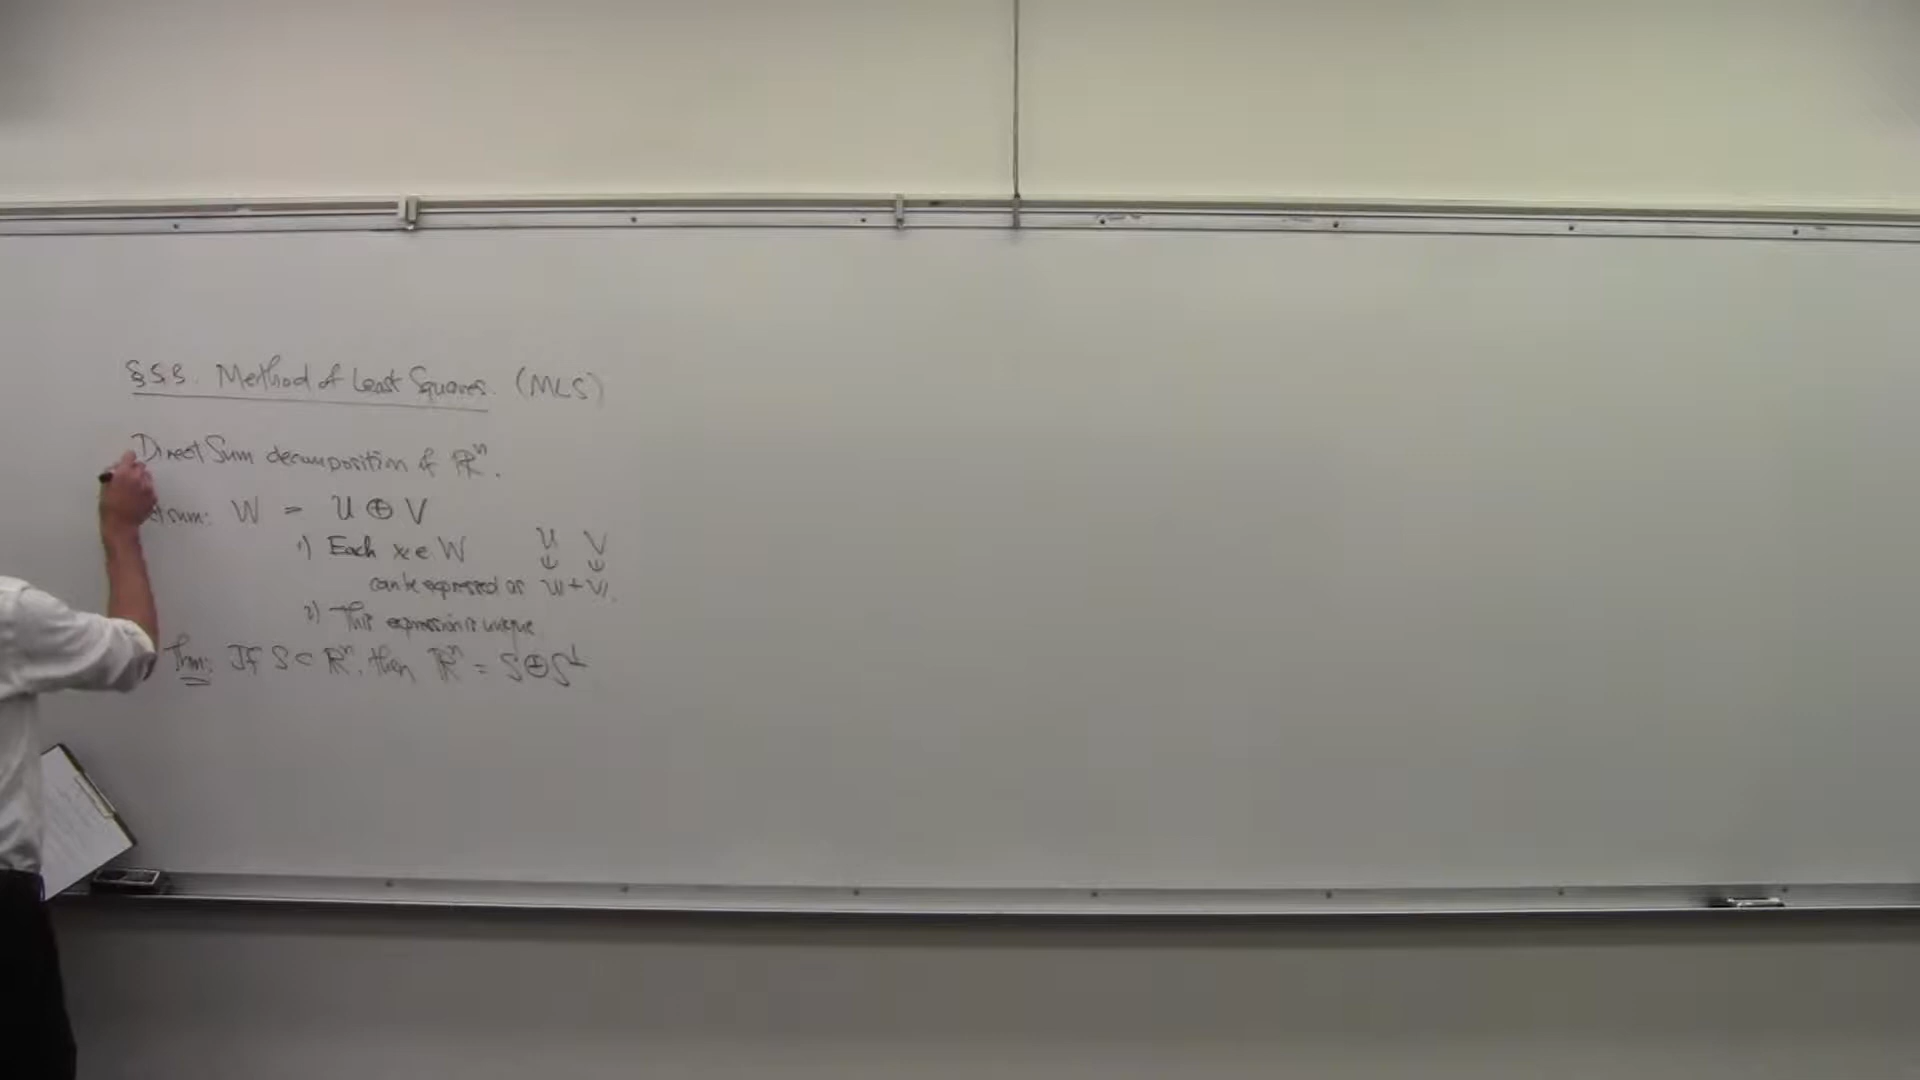 §5.3. Method of Least Squares. (MLS)
Direct Sum decomposition of ℝⁿ.
sum: W = U ⊕ V
1) Each x ∈ W U V
can be expressed as u + v.
2) This expression is unique
Thm: If S ⊂ ℝⁿ, then ℝⁿ = S ⊕ S^⊥